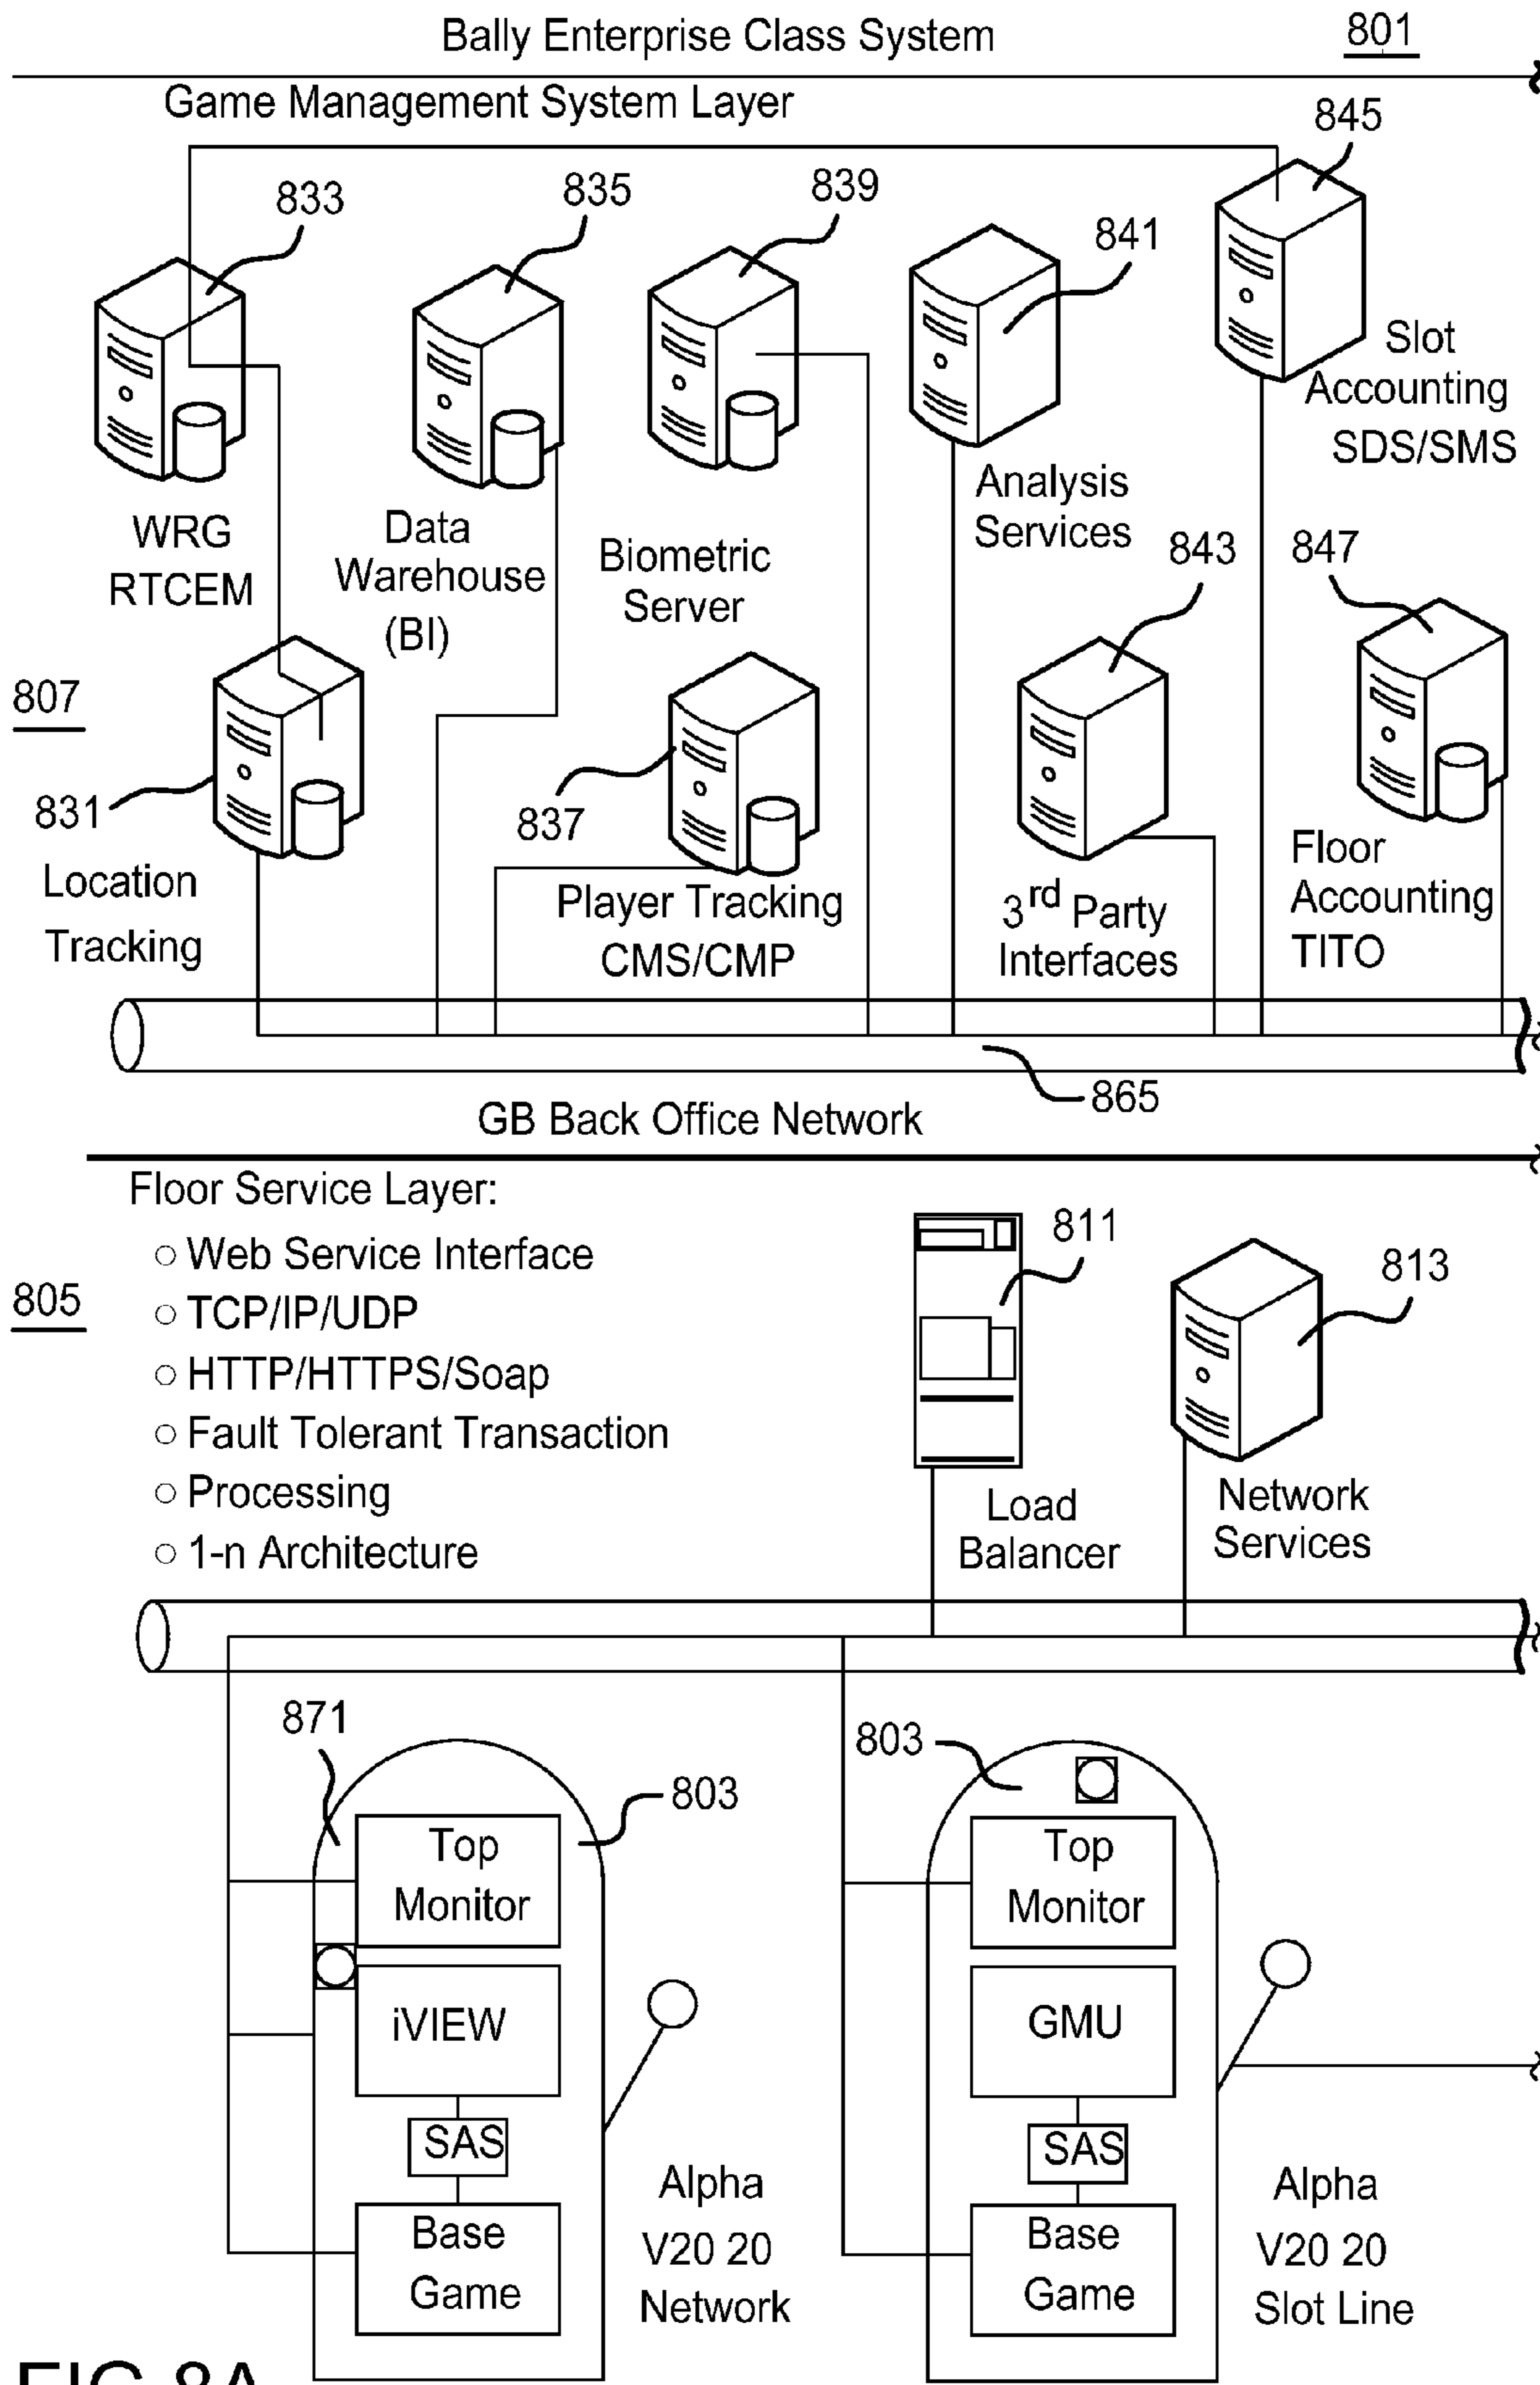 Bally Enterprise Class System
801
Game Management System Layer
845
833
835
839
841
Slot
Accounting
SDS/SMS
WRG
RTCEM
Data
Warehouse
(BI)
Biometric
Server
Analysis
Services
843
847
807
831
837
Location
Tracking
Player Tracking
CMS/CMP
3rd Party
Interfaces
Floor
Accounting
TITO
865
GB Back Office Network
Floor Service Layer:
○ Web Service Interface
○ TCP/IP/UDP
○ HTTP/HTTPS/Soap
○ Fault Tolerant Transaction
○ Processing
○ 1-n Architecture
805
811
813
Load
Balancer
Network
Services
871
803
Top
Monitor
iVIEW
SAS
Base
Game
Alpha
V20 20
Network
803
Top
Monitor
GMU
SAS
Base
Game
Alpha
V20 20
Slot Line
FIG 8A